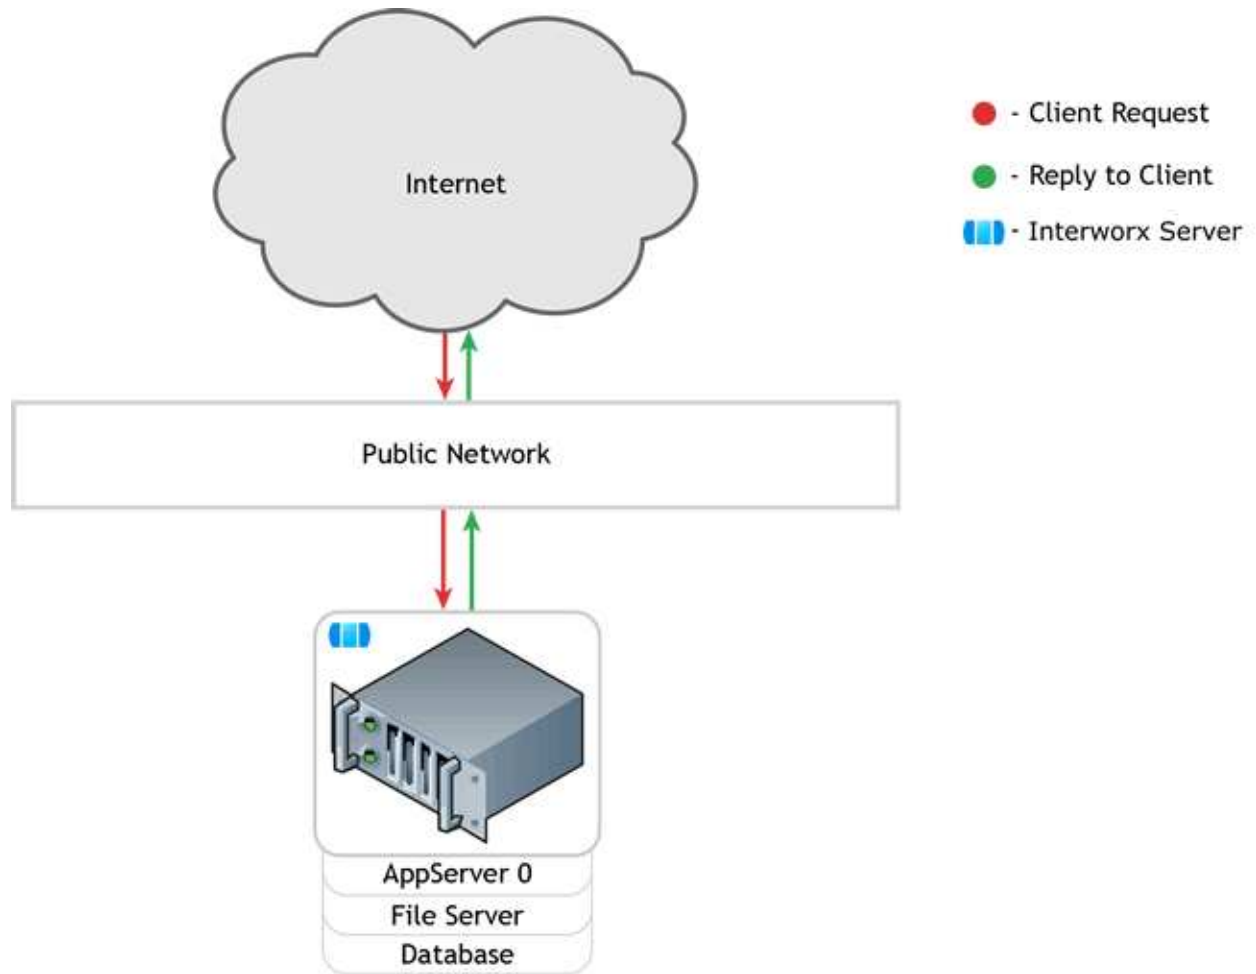 Internet
- Client Request
- Reply to Client
- Interworx Server
Public Network
AppServer 0
File Server
Database